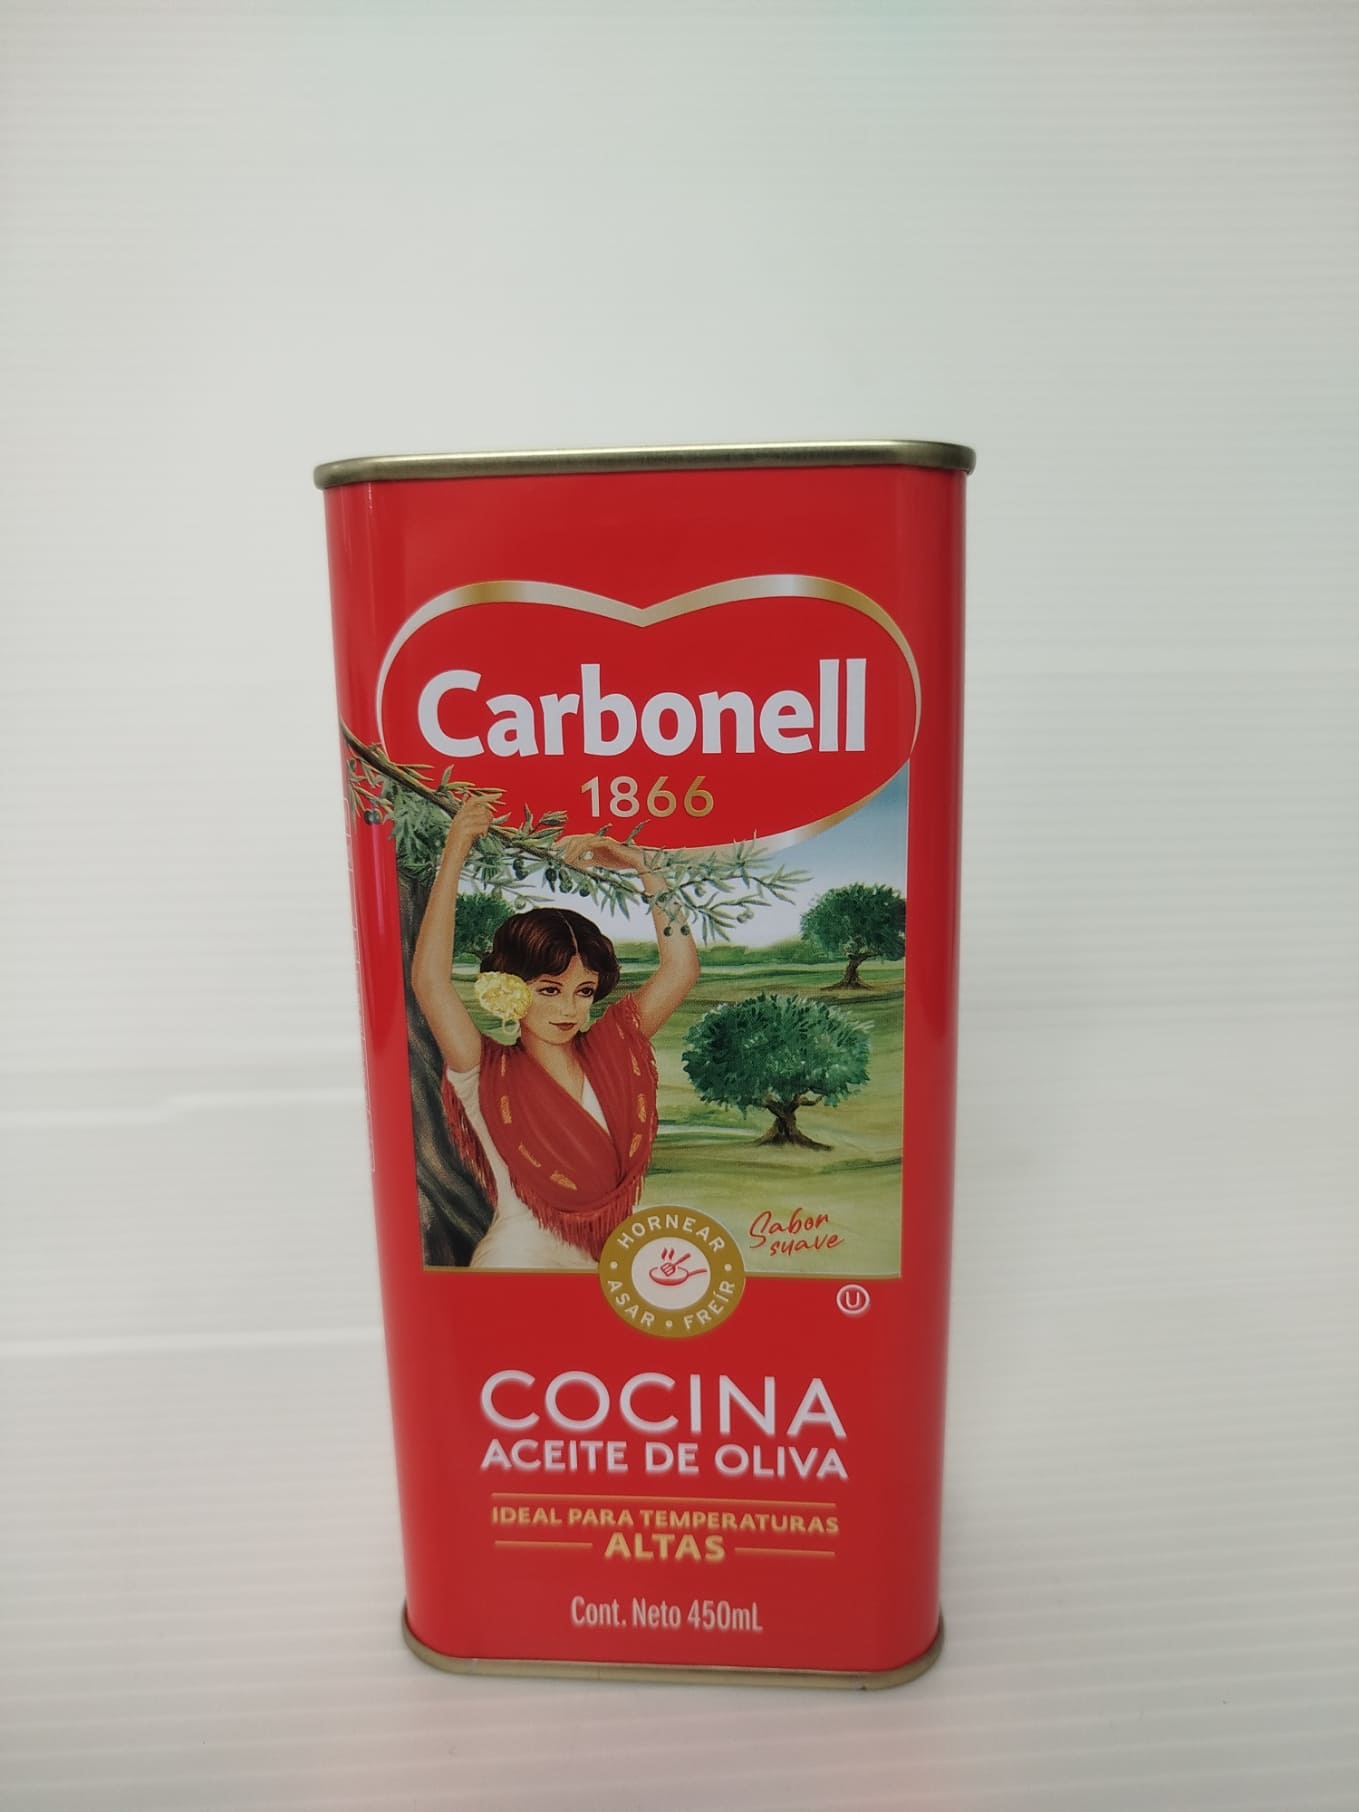 Carbonell
1866
Sabor
suave
HORNEAR • FREÍR • ASAR •
U
COCINA
ACEITE DE OLIVA
IDEAL PARA TEMPERATURAS
ALTAS
Cont. Neto 450mL